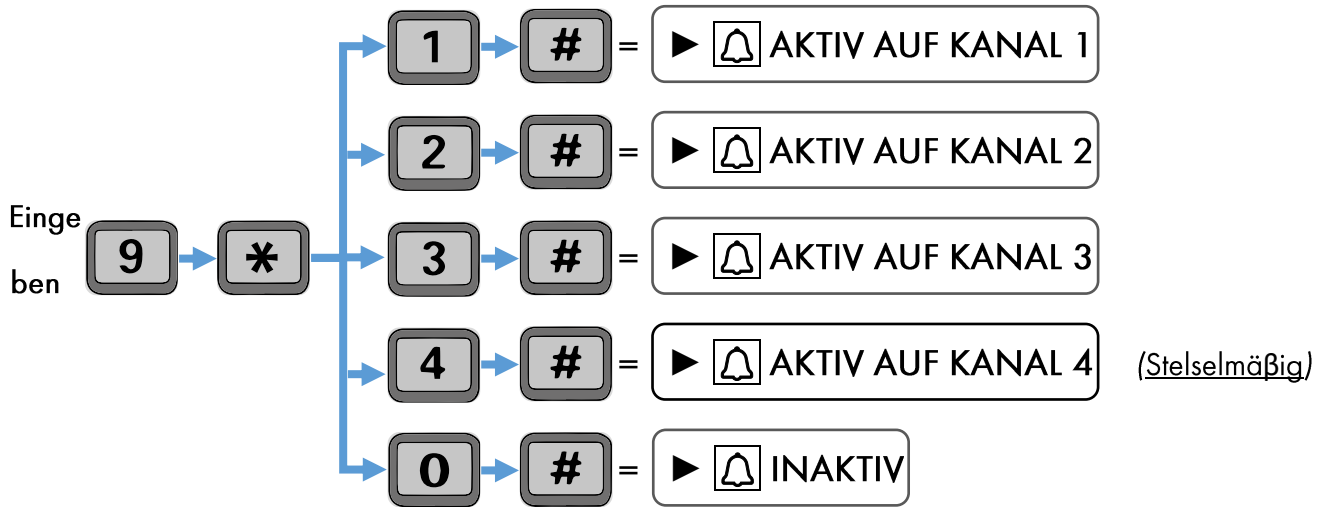 1 # = ► AKTIV AUF KANAL 1
2 # = ► AKTIV AUF KANAL 2
Einge
ben
9 * 3 # = ► AKTIV AUF KANAL 3
4 # = ► AKTIV AUF KANAL 4 (Stelselmäβig)
0 # = ► INAKTIV